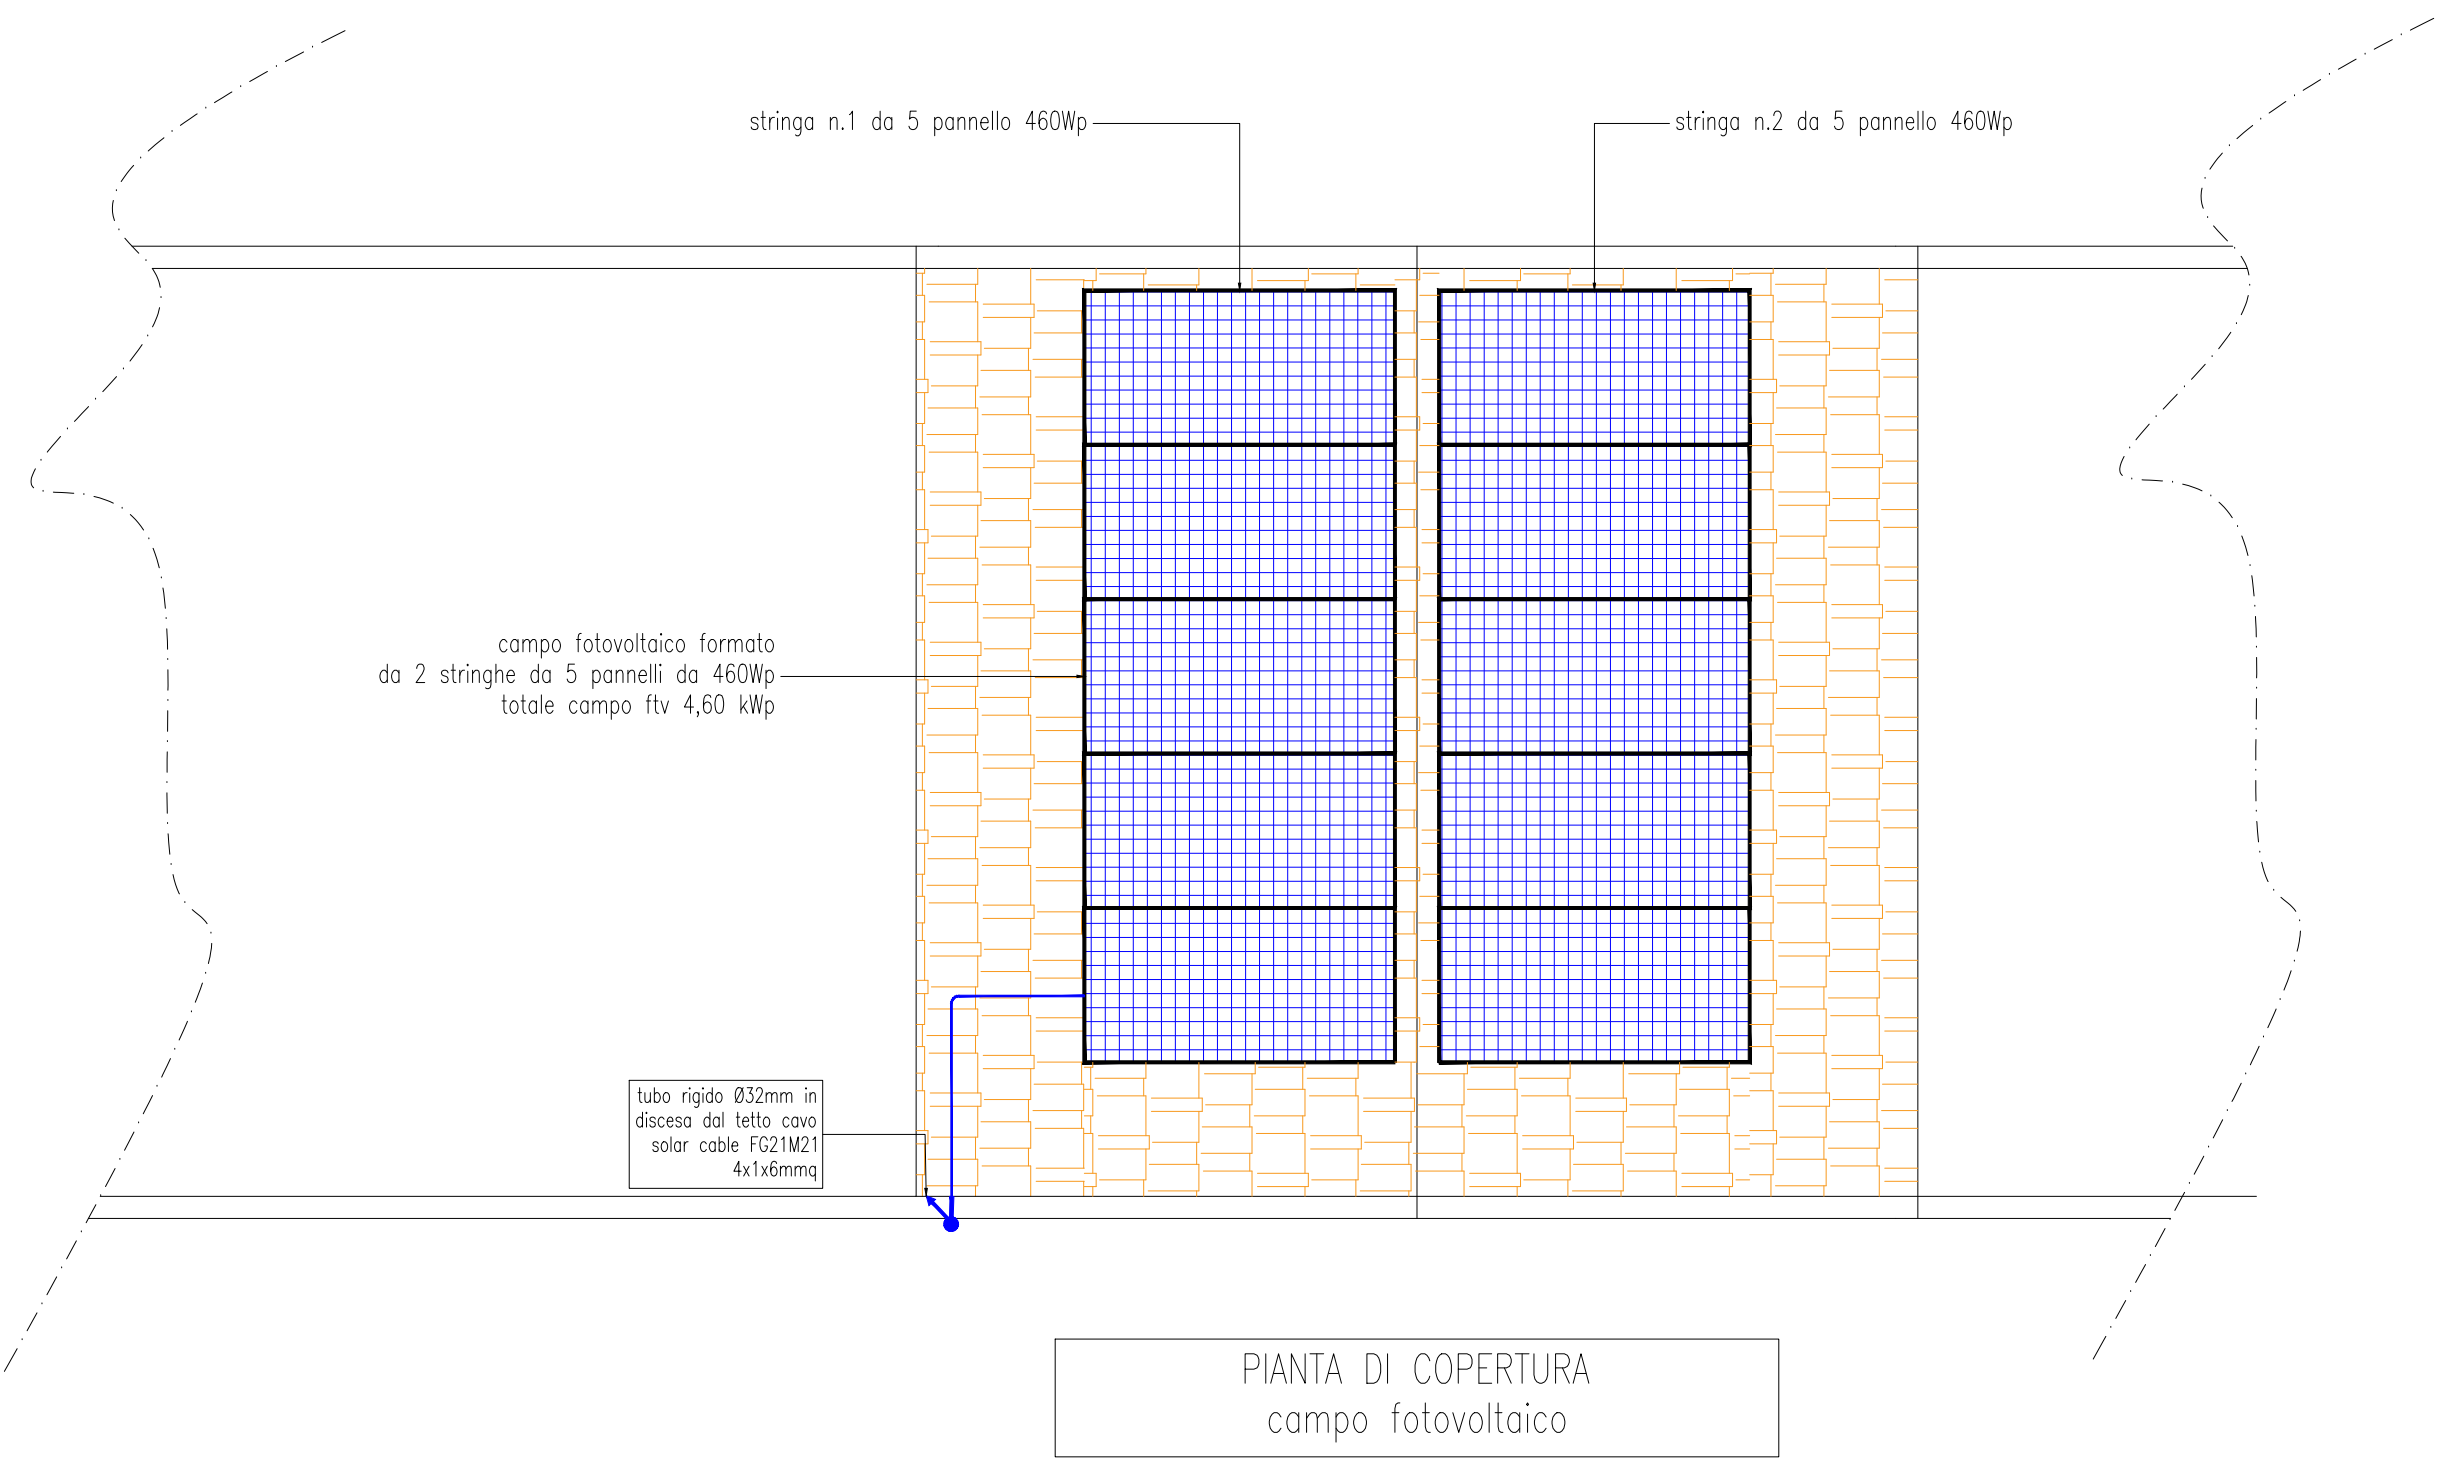 stringa n.1 da 5 pannello 460Wp
stringa n.2 da 5 pannello 460Wp
campo fotovoltaico formato
da 2 stringhe da 5 pannelli da 460Wp
totale campo ftv 4,60 kWp
tubo rigido Ø32mm in
discesa dal tetto cavo
solar cable FG21M21
4x1x6mmq
PIANTA DI COPERTURA
campo fotovoltaico